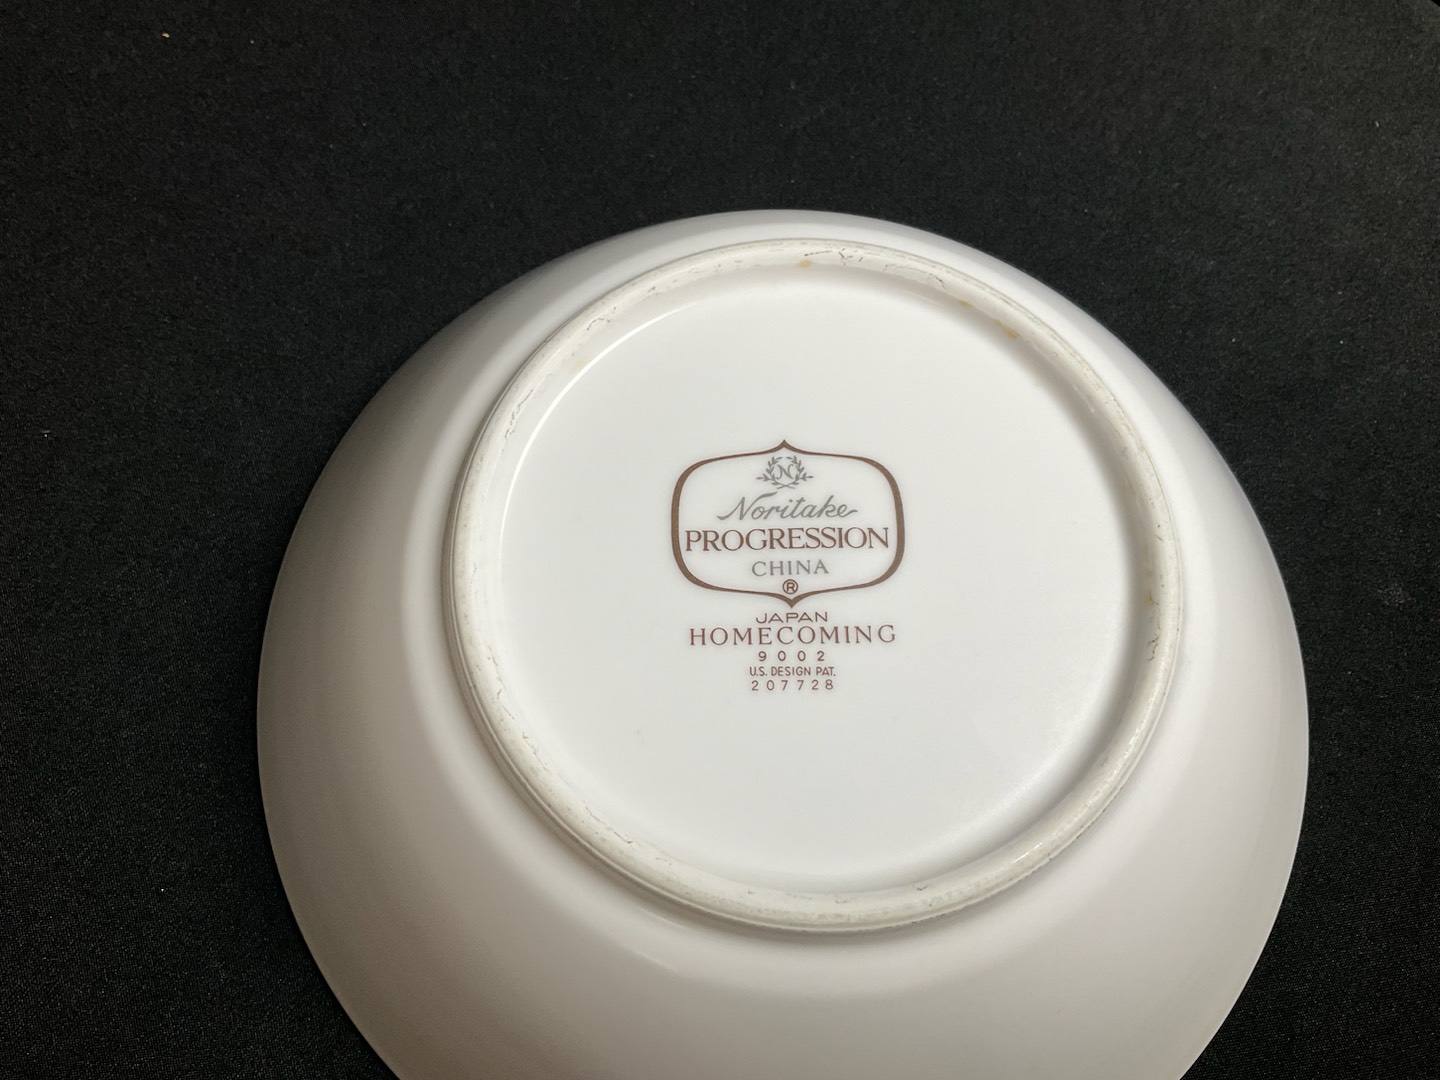 N
Noritake
PROGRESSION
CHINA
®
JAPAN
HOMECOMING
9002
U.S. DESIGN PAT.
207728